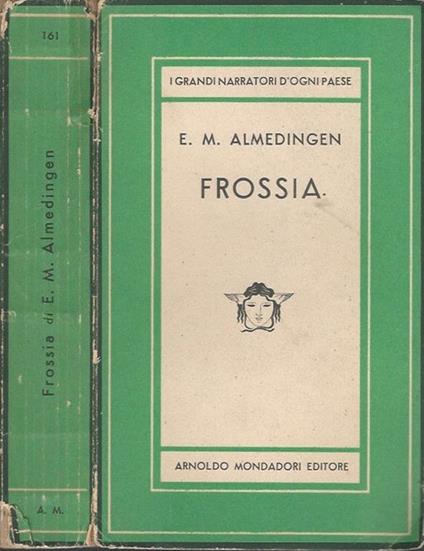 161
Frossia di E. M. Almedingen
A. M.
I GRANDI NARRATORI D'OGNI PAESE
E. M. ALMEDINGEN
FROSSIA.
ARNOLDO MONDADORI EDITORE